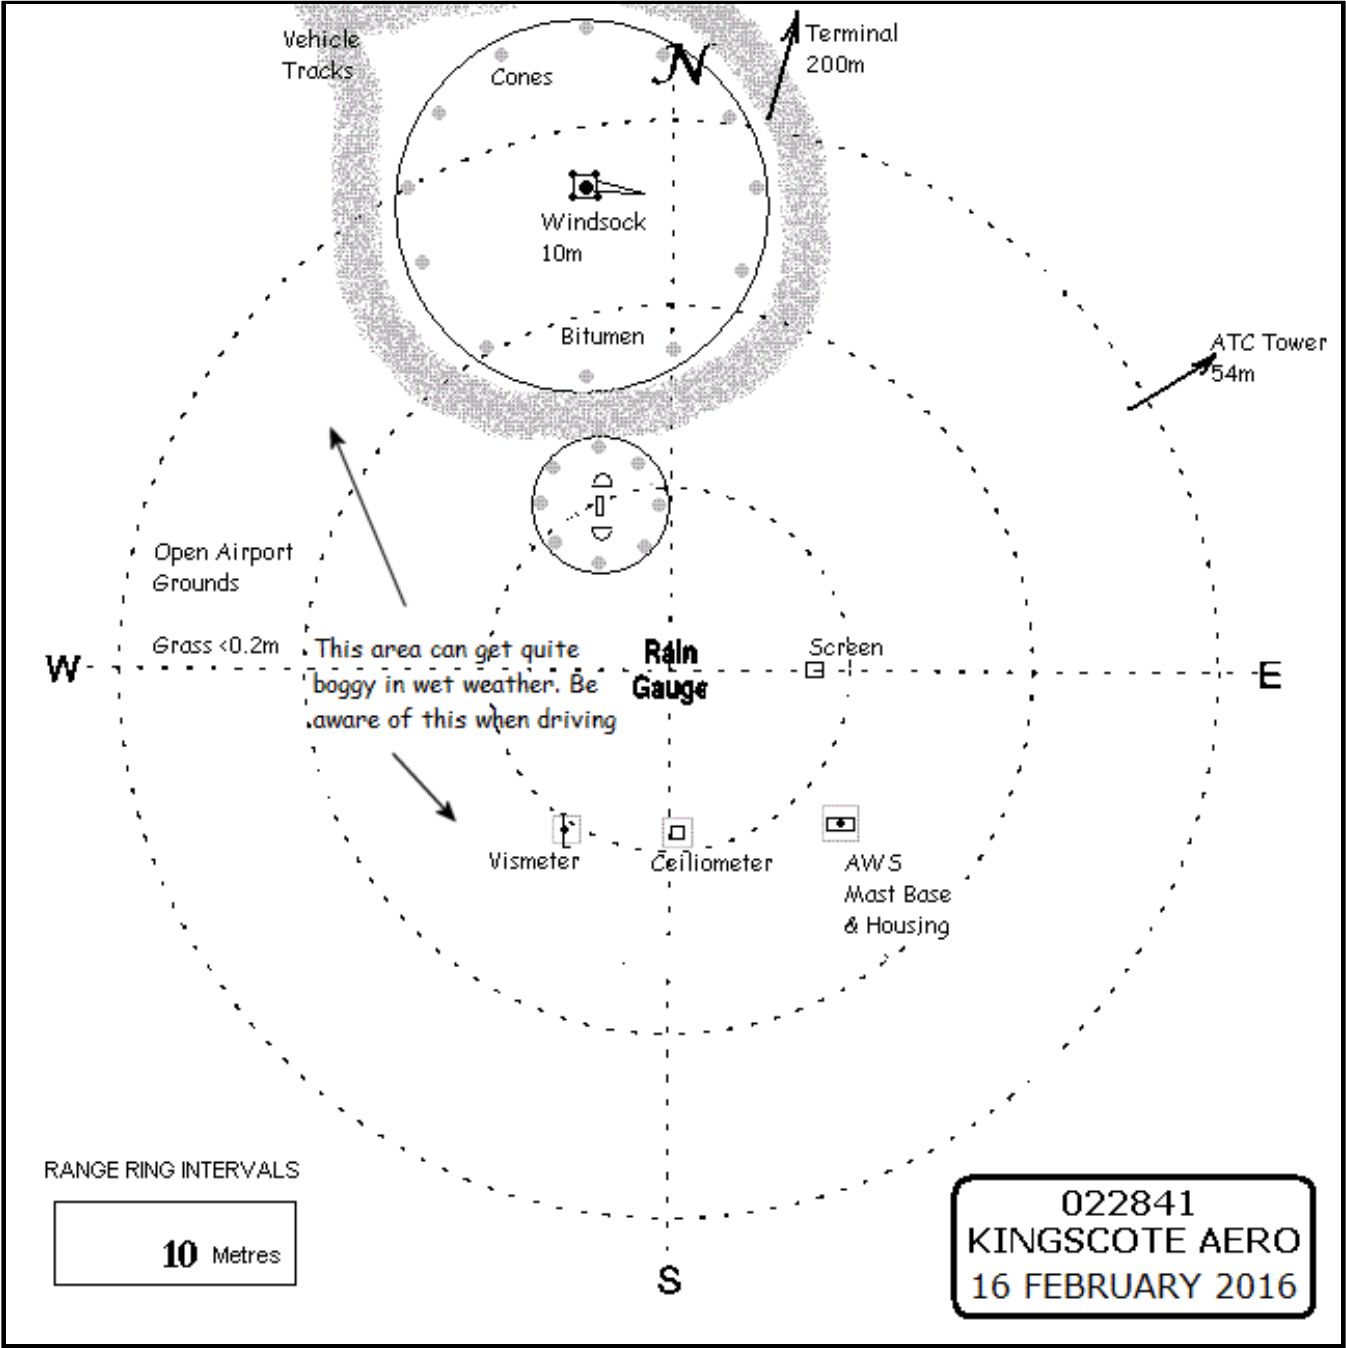 Vehicle
Tracks
Cones
N
Terminal
200m
Windsock
10m
Bitumen
ATC Tower
54m
Open Airport
Grounds
Grass <0.2m
This area can get quite
boggy in wet weather. Be
aware of this when driving
Rain
Gauge
Screen
W
E
Vismeter
Ceiliometer
AWS
Mast Base
& Housing
RANGE RING INTERVALS
10 Metres
S
022841
KINGSCOTE AERO
16 FEBRUARY 2016